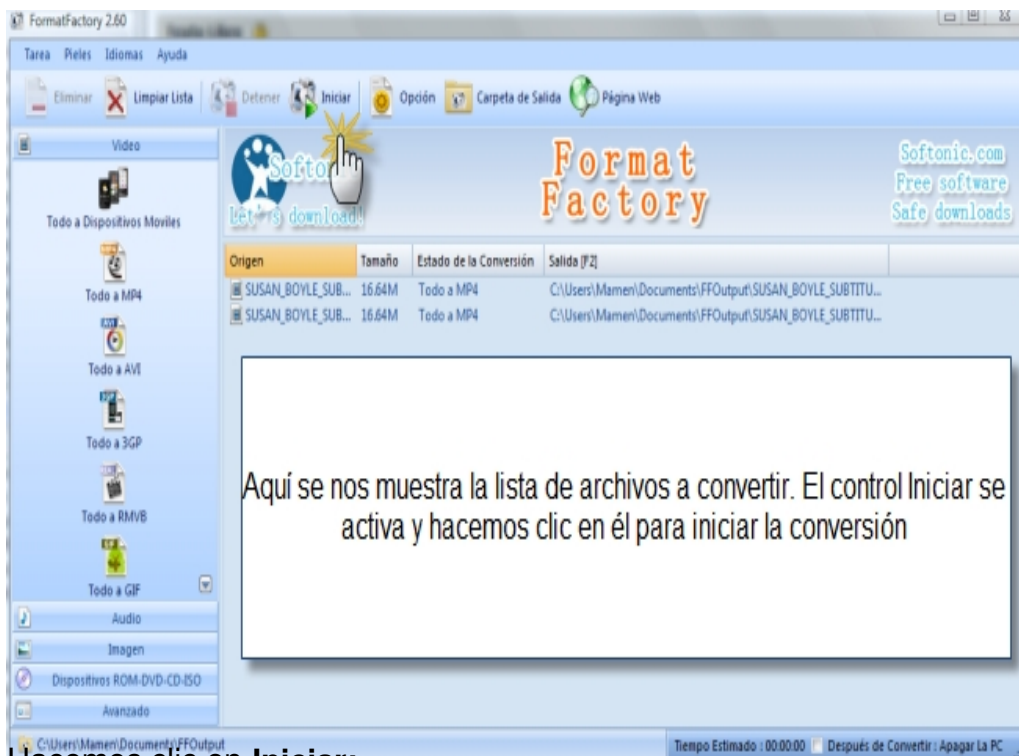 FormatFactory 2.60
Tarea Pieles Idiomas Ayuda
Eliminar Limpiar Lista Detener Iniciar Opción Carpeta de Salida Página Web
Video
Todo a Dispositivos Moviles
Todo a MP4
Todo a AVI
Todo a 3GP
Todo a RMVB
Todo a GIF
Audio
Imagen
Dispositivos ROM-DVD-CD-ISO
Avanzado
Let's download!
Format
Factory
Softonic.com
Free software
Safe downloads
Origen Tamaño Estado de la Conversión Salida [F2]
SUSAN_BOYLE_SUB... 16.64M Todo a MP4 C:\Users\Mamen\Documents\FFOutput\SUSAN_BOYLE_SUBTITU...
SUSAN_BOYLE_SUB... 16.64M Todo a MP4 C:\Users\Mamen\Documents\FFOutput\SUSAN_BOYLE_SUBTITU...
Aquí se nos muestra la lista de archivos a convertir. El control Iniciar se
activa y hacemos clic en él para iniciar la conversión
C:\Users\Mamen\Documents\FFOutput
Tiempo Estimado : 00:00:00 Después de Convertir : Apagar La PC
Hacemos clic en Iniciar: